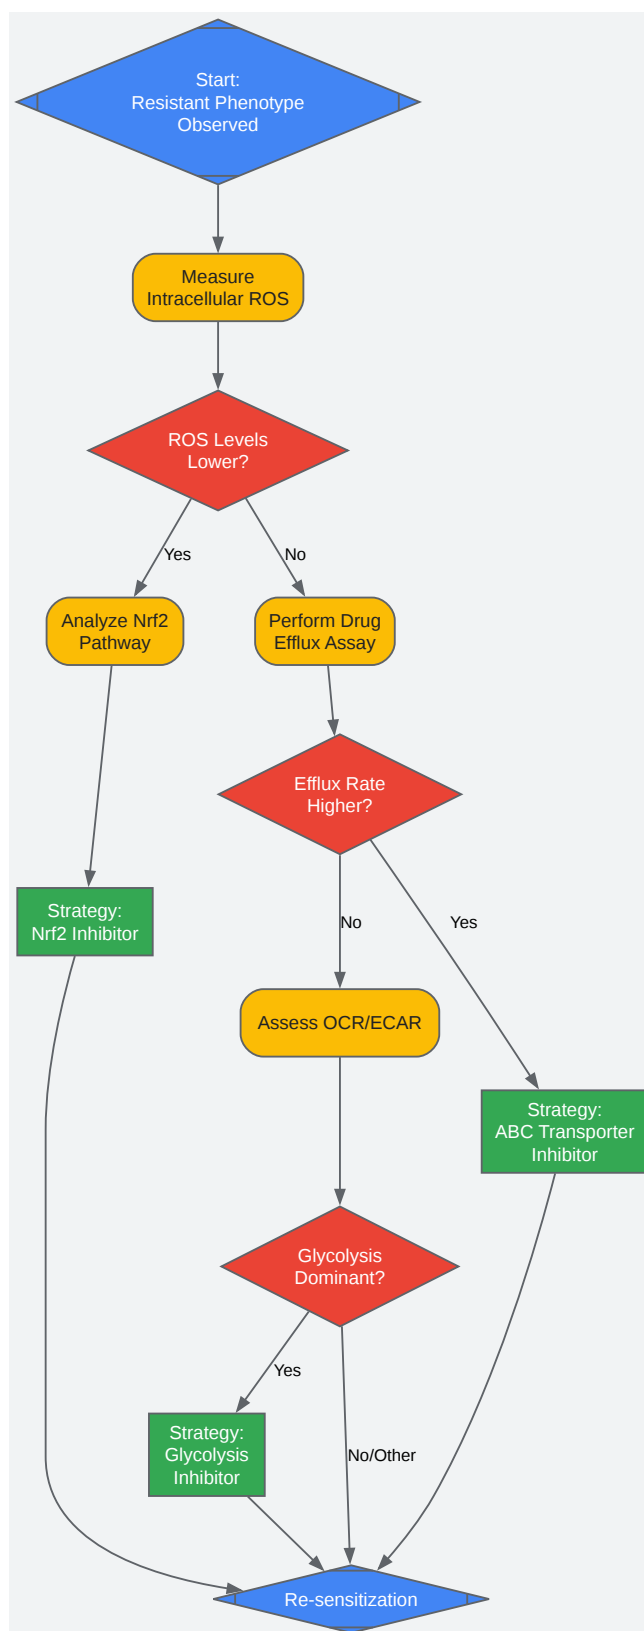 Start:
Resistant Phenotype
Observed
Measure
Intracellular ROS
ROS Levels
Lower?
Yes
No
Analyze Nrf2
Pathway
Perform Drug
Efflux Assay
Efflux Rate
Higher?
Strategy:
Nrf2 Inhibitor
No
Yes
Assess OCR/ECAR
Strategy:
ABC Transporter
Inhibitor
Glycolysis
Dominant?
Yes
Strategy:
Glycolysis
Inhibitor
No/Other
Re-sensitization